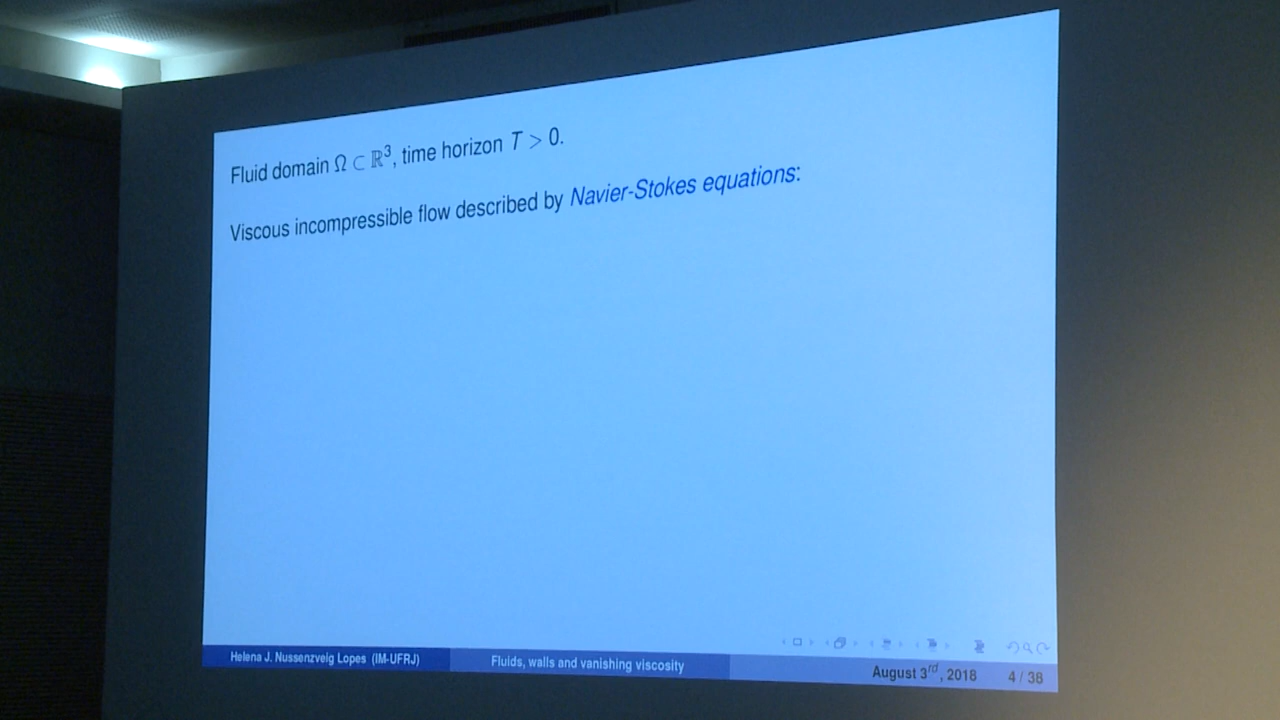 Fluid domain Ω ⊂ ℝ³, time horizon T > 0.
Viscous incompressible flow described by Navier-Stokes equations:
Helena J. Nussenzveig Lopes (IM-UFRJ)
Fluids, walls and vanishing viscosity
August 3rd, 2018
4 / 38